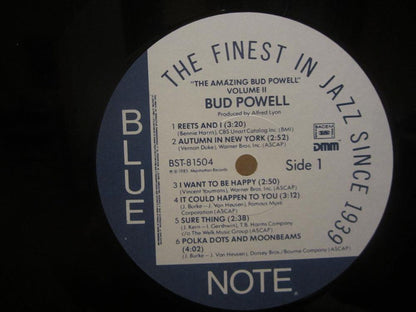 THE FINEST IN JAZZ SINCE 1939
"THE AMAZING BUD POWELL"
VOLUME II
BUD POWELL
Produced by Alfred Lyon
1 REETS AND I (3:20)
(Bennie Harris) CBS Unart Catalog Inc. (BMI)
2 AUTUMN IN NEW YORK (2:52)
(Vernon Duke), Warner Bros. Inc. (ASCAP)
DMM
BST-81504
Side 1
℗ © 1985, Manhattan Records
3 I WANT TO BE HAPPY (2:50)
(Vincent Youmans), Warner Bros. Inc. (ASCAP)
4 IT COULD HAPPEN TO YOU (3:12)
(J. Burke – J. Van Heusen), Famous Music
Corporation (ASCAP)
5 SURE THING (2:38)
(J. Kern – I. Gershwin), T.B. Harms Company
c/o The Welk Music Group (ASCAP)
6 POLKA DOTS AND MOONBEAMS
(4:02)
(J. Burke – J. Van Heusen), Dorsey Bros./Bourne Company (ASCAP)
BLUE
NOTE